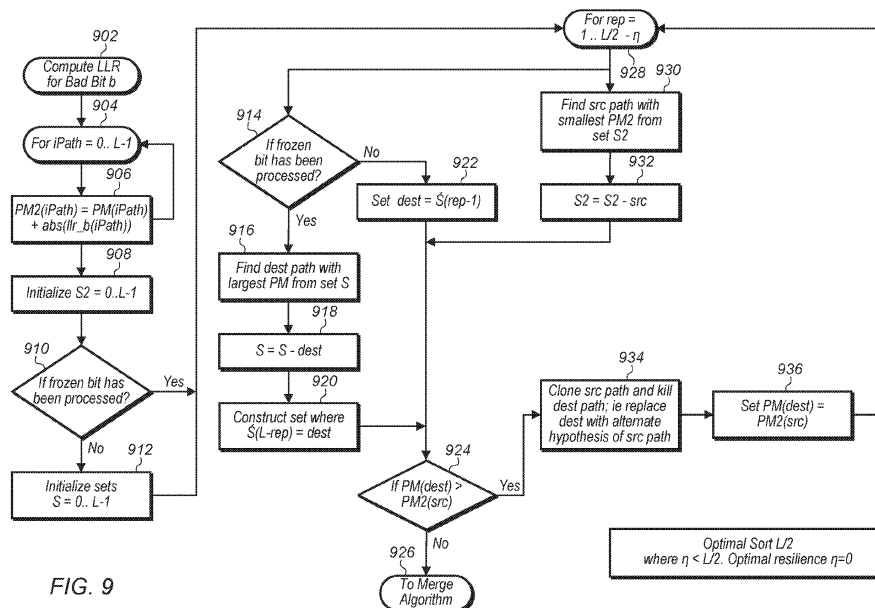 902
Compute LLR
for Bad Bit b
904
For iPath = 0.. L-1
906
PM2(iPath) = PM(iPath)
+ abs(llr_b(iPath))
908
Initialize S2 = 0..L-1
910
If frozen bit has
been processed?
Yes
No
912
Initialize sets
S = 0.. L-1
For rep =
1 .. L/2 - η
928
914
If frozen
bit has been
processed?
No
Yes
922
Set dest = Ś(rep-1)
930
Find src path with
smallest PM2 from
set S2
932
S2 = S2 - src
916
Find dest path with
largest PM from set S
918
S = S - dest
920
Construct set where
Ś(L-rep) = dest
924
If PM(dest) >
PM2(src)
Yes
No
926
To Merge
Algorithm
934
Clone src path and kill
dest path; ie replace
dest with alternate
hypothesis of src path
936
Set PM(dest) =
PM2(src)
Optimal Sort L/2
where η < L/2. Optimal resilience η=0
FIG. 9